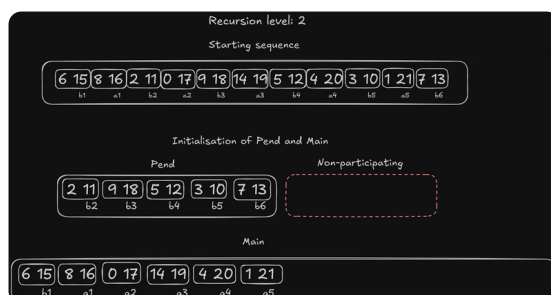 Recursion level: 2
Starting sequence
6 15 8 16 2 11 0 17 9 18 14 19 5 12 4 20 3 10 1 21 7 13
b1 a1 b2 a2 b3 a3 b4 a4 b5 a5 b6
Initialisation of Pend and Main
Pend Non-participating
2 11 9 18 5 12 3 10 7 13
b2 b3 b4 b5 b6
Main
6 15 8 16 0 17 14 19 4 20 1 21
b1 a1 a2 a3 a4 a5